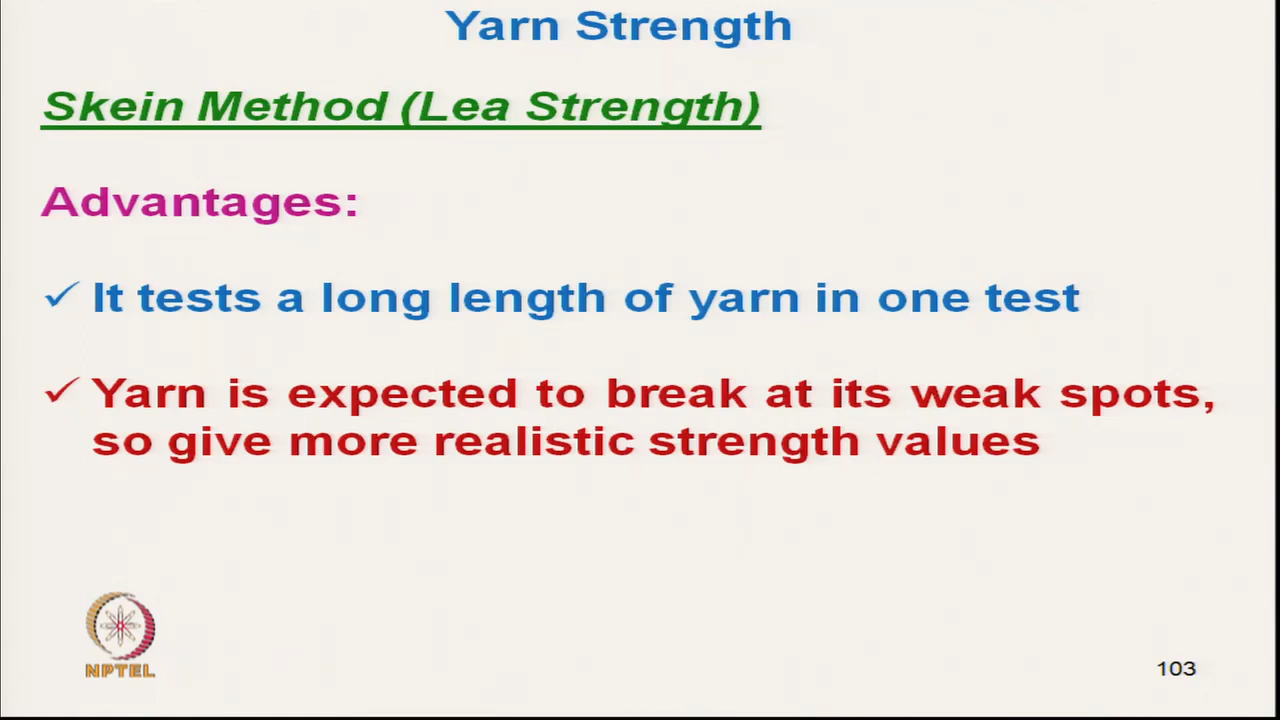 Yarn Strength
Skein Method (Lea Strength)
Advantages:
✓ It tests a long length of yarn in one test
✓ Yarn is expected to break at its weak spots,
so give more realistic strength values
NPTEL
103